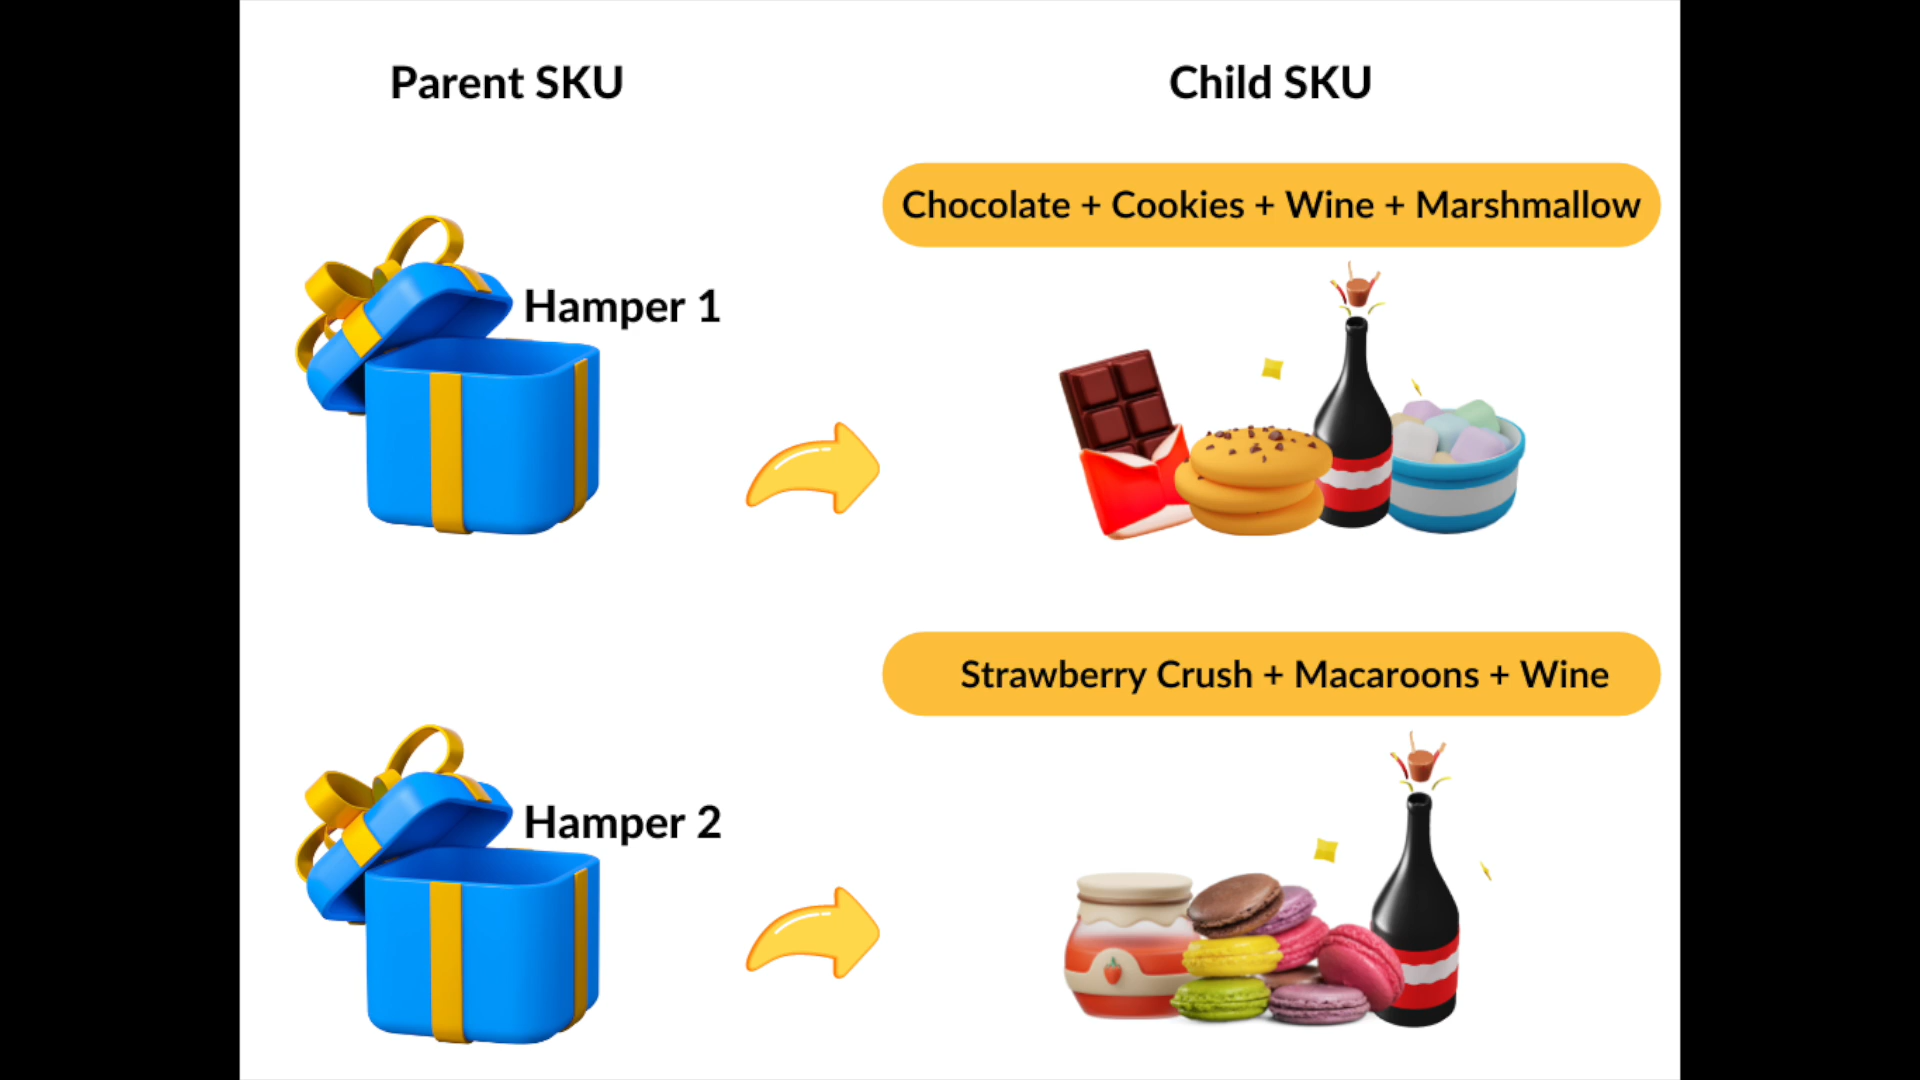 Parent SKU
Child SKU
Chocolate + Cookies + Wine + Marshmallow
Hamper 1
Strawberry Crush + Macaroons + Wine
Hamper 2